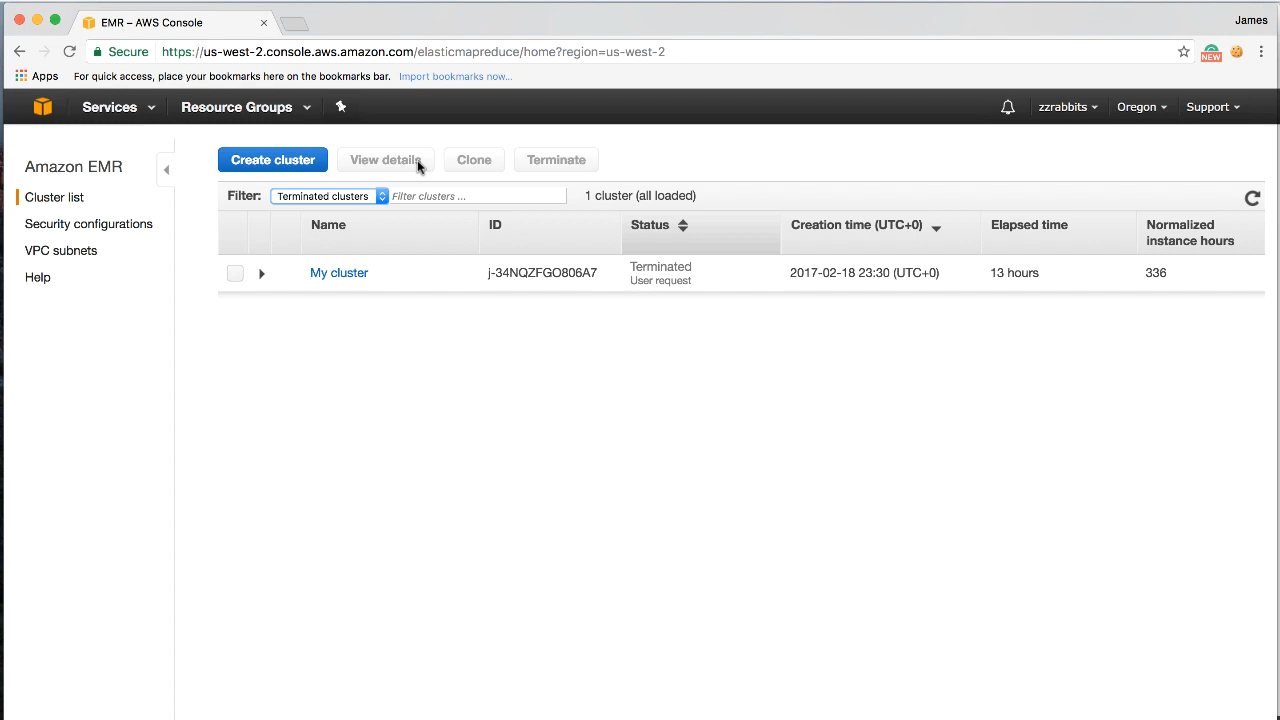 EMR – AWS Console
James
Secure https://us-west-2.console.aws.amazon.com/elasticmapreduce/home?region=us-west-2
NEW
Apps For quick access, place your bookmarks here on the bookmarks bar. Import bookmarks now...
Services Resource Groups zzrabbits Oregon Support
Amazon EMR
Cluster list
Security configurations
VPC subnets
Help
Create cluster View details Clone Terminate
Filter: Terminated clusters Filter clusters ... 1 cluster (all loaded)
Name ID Status Creation time (UTC+0) Elapsed time Normalized
instance hours
My cluster j-34NQZFGO806A7 Terminated 2017-02-18 23:30 (UTC+0) 13 hours 336
User request